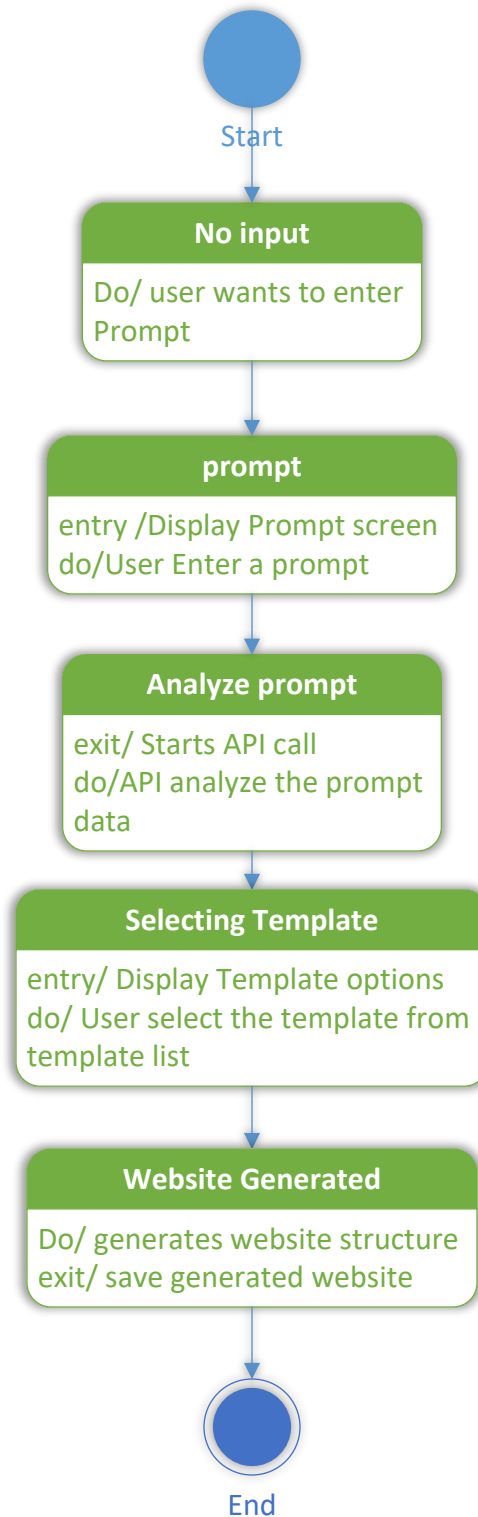 Start
No input
Do/ user wants to enter
Prompt
prompt
entry /Display Prompt screen
do/User Enter a prompt
Analyze prompt
exit/ Starts API call
do/API analyze the prompt
data
Selecting Template
entry/ Display Template options
do/ User select the template from
template list
Website Generated
Do/ generates website structure
exit/ save generated website
End